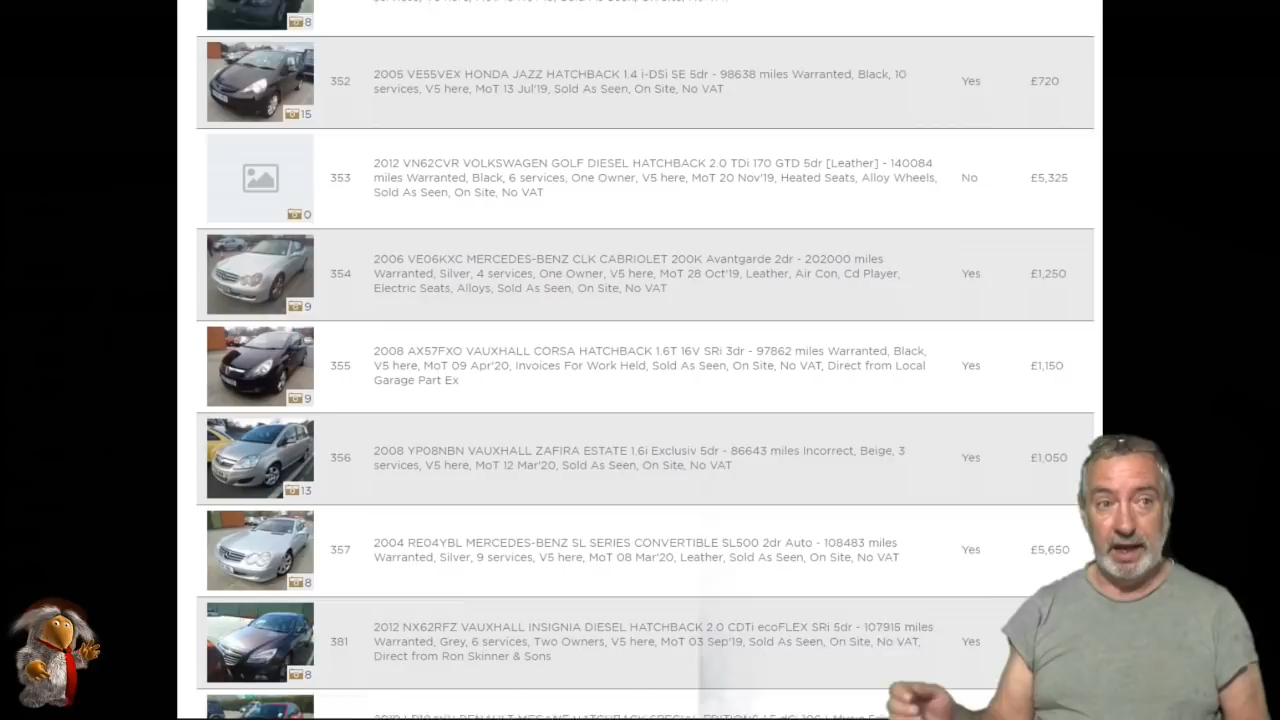 8
352
2005 VE55VEX HONDA JAZZ HATCHBACK 1.4 i-DSi SE 5dr - 98638 miles Warranted, Black, 10
services, V5 here, MoT 13 Jul'19, Sold As Seen, On Site, No VAT
Yes
£720
15
353
2012 VN62CVR VOLKSWAGEN GOLF DIESEL HATCHBACK 2.0 TDi 170 GTD 5dr [Leather] - 140084
miles Warranted, Black, 6 services, One Owner, V5 here, MoT 20 Nov'19, Heated Seats, Alloy Wheels,
Sold As Seen, On Site, No VAT
No
£5,325
0
354
2006 VE06KXC MERCEDES-BENZ CLK CABRIOLET 200K Avantgarde 2dr - 202000 miles
Warranted, Silver, 4 services, One Owner, V5 here, MoT 28 Oct'19, Leather, Air Con, Cd Player,
Electric Seats, Alloys, Sold As Seen, On Site, No VAT
Yes
£1,250
9
355
2008 AX57FXO VAUXHALL CORSA HATCHBACK 1.6T 16V SRi 3dr - 97862 miles Warranted, Black,
V5 here, MoT 09 Apr'20, Invoices For Work Held, Sold As Seen, On Site, No VAT, Direct from Local
Garage Part Ex
Yes
£1,150
9
356
2008 YP08NBN VAUXHALL ZAFIRA ESTATE 1.6i Exclusiv 5dr - 86643 miles Incorrect, Beige, 3
services, V5 here, MoT 12 Mar'20, Sold As Seen, On Site, No VAT
Yes
£1,050
13
357
2004 RE04YBL MERCEDES-BENZ SL SERIES CONVERTIBLE SL500 2dr Auto - 108483 miles
Warranted, Silver, 9 services, V5 here, MoT 08 Mar'20, Leather, Sold As Seen, On Site, No VAT
Yes
£5,650
8
381
2012 NX62RFZ VAUXHALL INSIGNIA DIESEL HATCHBACK 2.0 CDTi ecoFLEX SRi 5dr - 107915 miles
Warranted, Grey, 6 services, Two Owners, V5 here, MoT 03 Sep'19, Sold As Seen, On Site, No VAT,
Direct from Ron Skinner & Sons
Yes
8